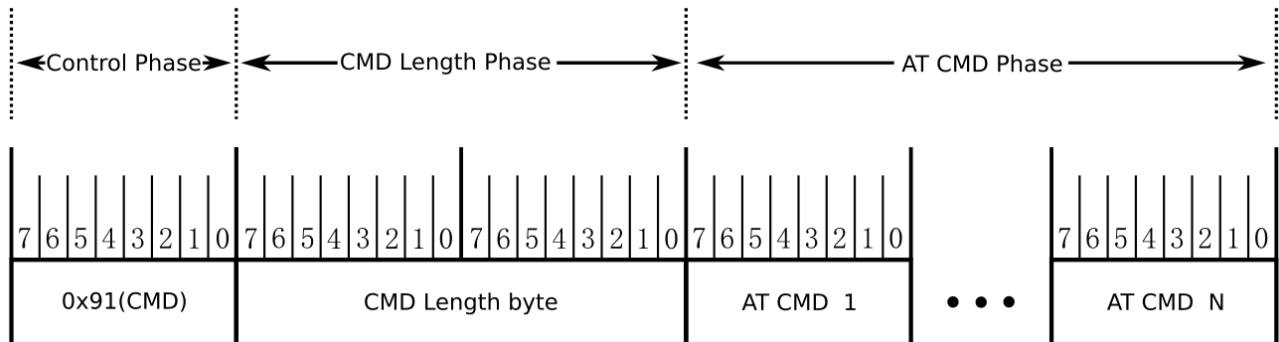 Control Phase CMD Length Phase AT CMD Phase
7 6 5 4 3 2 1 0 7 6 5 4 3 2 1 0 7 6 5 4 3 2 1 0 7 6 5 4 3 2 1 0 7 6 5 4 3 2 1 0
0x91(CMD) CMD Length byte AT CMD 1 ••• AT CMD N